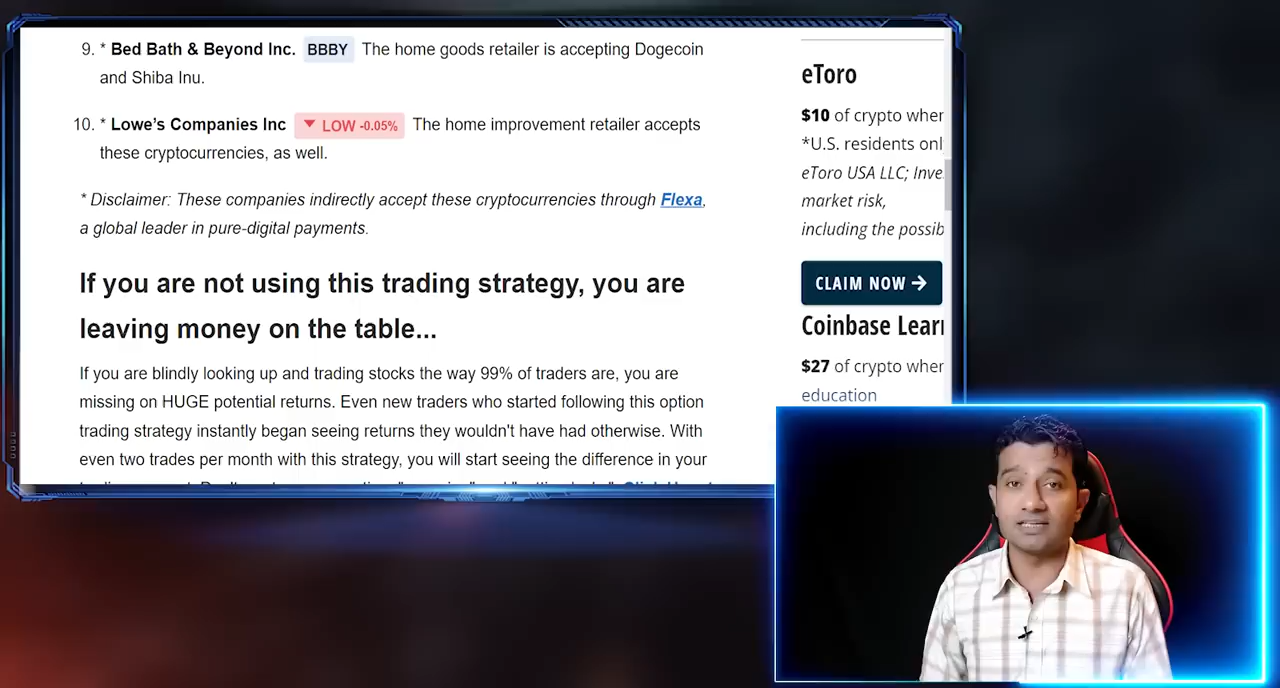 9. * Bed Bath & Beyond Inc. BBBY The home goods retailer is accepting Dogecoin
and Shiba Inu.
10. * Lowe’s Companies Inc ▼ LOW -0.05% The home improvement retailer accepts
these cryptocurrencies, as well.
* Disclaimer: These companies indirectly accept these cryptocurrencies through Flexa,
a global leader in pure-digital payments.
If you are not using this trading strategy, you are
leaving money on the table...
If you are blindly looking up and trading stocks the way 99% of traders are, you are
missing on HUGE potential returns. Even new traders who started following this option
trading strategy instantly began seeing returns they wouldn't have had otherwise. With
even two trades per month with this strategy, you will start seeing the difference in your
eToro
$10 of crypto when
*U.S. residents only
eToro USA LLC; Inve
market risk,
including the possib
CLAIM NOW →
Coinbase Learn
$27 of crypto when
education